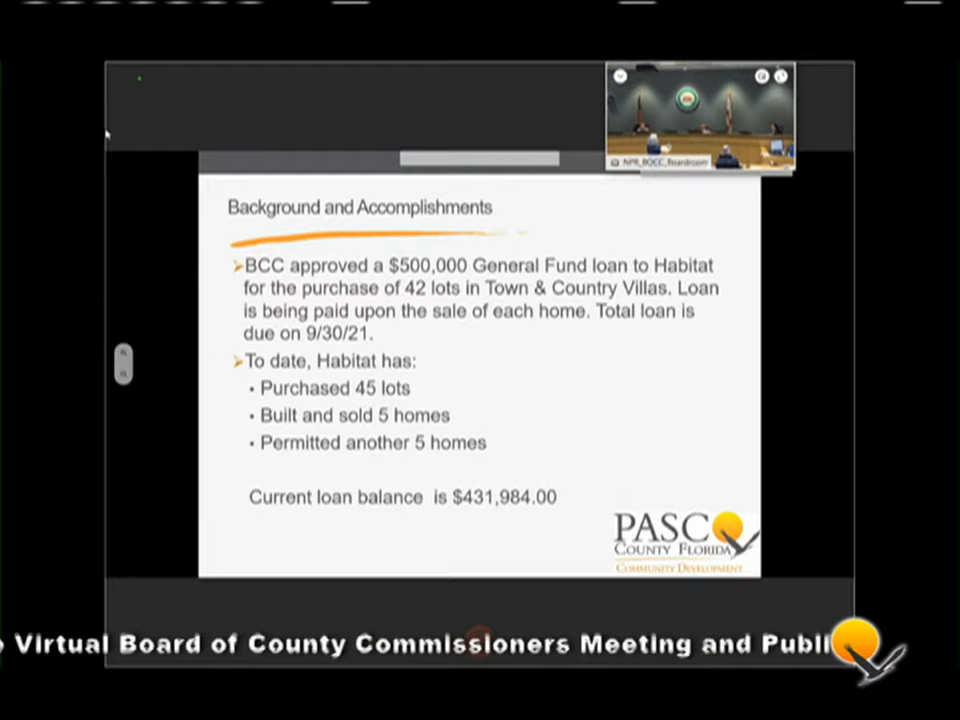 NPR_BOCC_Boardroom
Background and Accomplishments
➢BCC approved a $500,000 General Fund loan to Habitat
for the purchase of 42 lots in Town & Country Villas. Loan
is being paid upon the sale of each home. Total loan is
due on 9/30/21.
➢To date, Habitat has:
• Purchased 45 lots
• Built and sold 5 homes
• Permitted another 5 homes
Current loan balance is $431,984.00
PASCO
COUNTY FLORIDA
COMMUNITY DEVELOPMENT
Virtual Board of County Commissioners Meeting and Publi